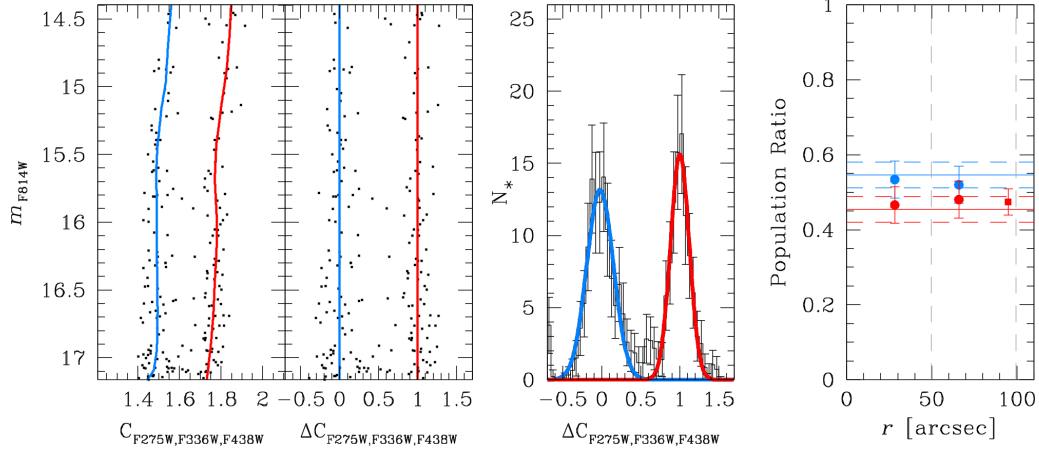 14.5
15
15.5
16
16.5
17
m_F814W
1.4 1.6 1.8 2
C_F275W,F336W,F438W
−0.5 0 0.5 1 1.5
ΔC_F275W,F336W,F438W
25
20
15
10
5
0
N_*
−0.5 0 0.5 1 1.5
ΔC_F275W,F336W,F438W
1
0.8
0.6
0.4
0.2
0
Population Ratio
0 50 100
r [arcsec]